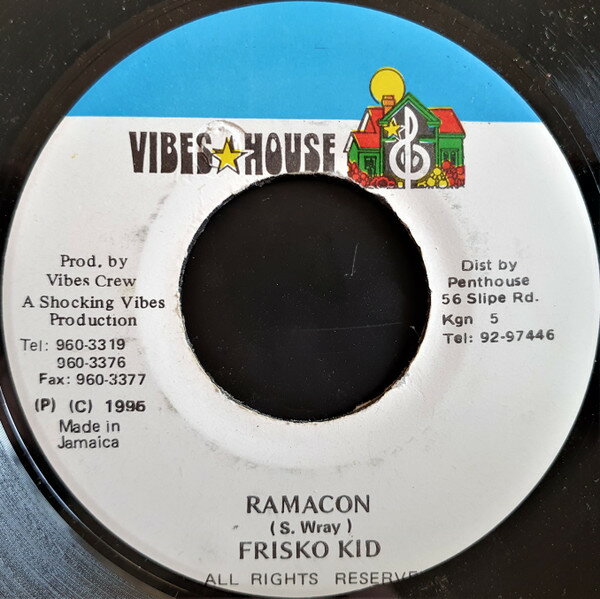 VIBES HOUSE
Prod. by
Vibes Crew
A Shocking Vibes
Production
Tel: 960-3319
960-3376
Fax: 960-3377
(P) (C) 1996
Made in
Jamaica
Dist by
Penthouse
56 Slipe Rd.
Kgn 5
Tel: 92-97446
RAMACON
( S. Wray )
FRISKO KID
ALL RIGHTS RESERVE